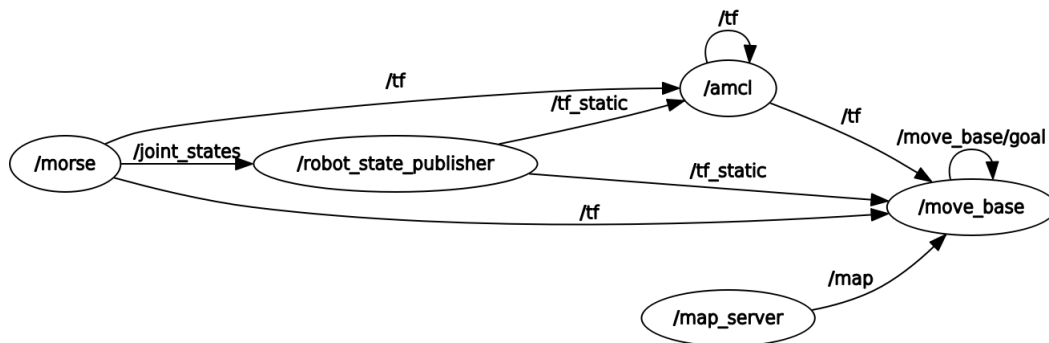 /tf
/tf
/amcl
/tf_static
/tf
/move_base/goal
/joint_states
/morse
/robot_state_publisher
/tf_static
/move_base
/tf
/map
/map_server